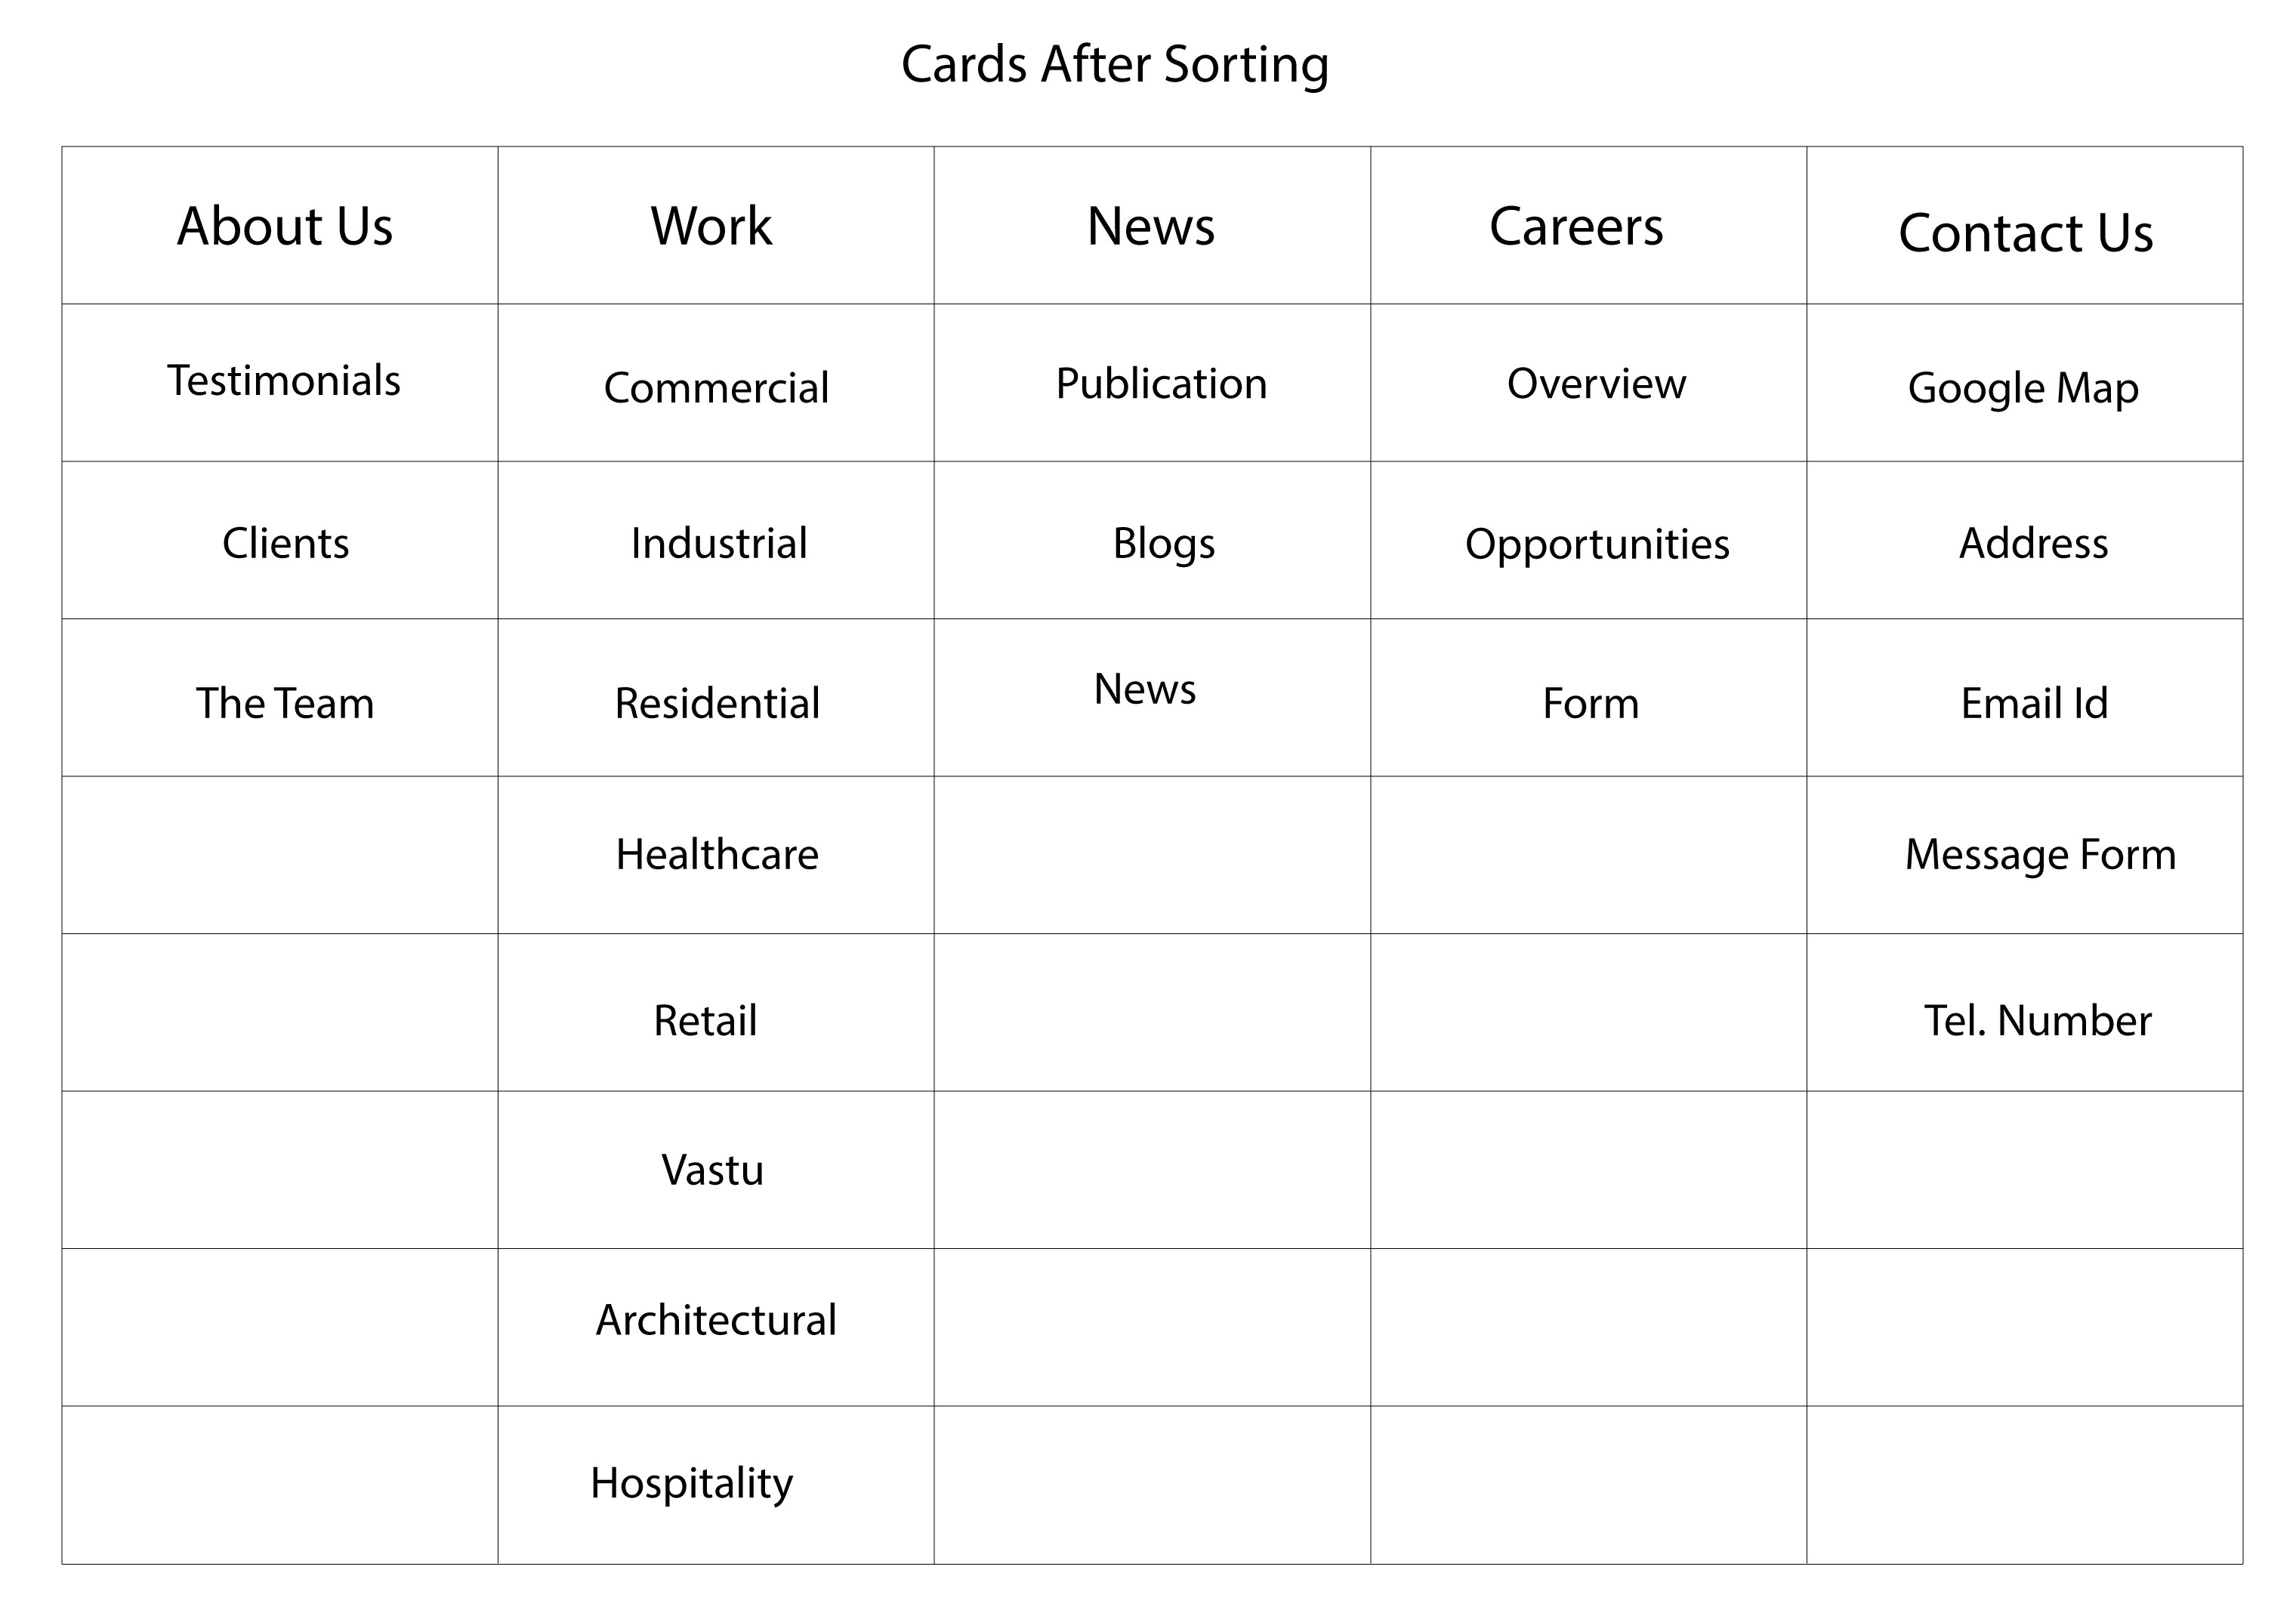 Cards After Sorting
About Us Work News Careers Contact Us
Testimonials Commercial Publication Overview Google Map
Clients Industrial Blogs Opportunities Address
The Team Residential News Form Email Id
Healthcare Message Form
Retail Tel. Number
Vastu
Architectural
Hospitality